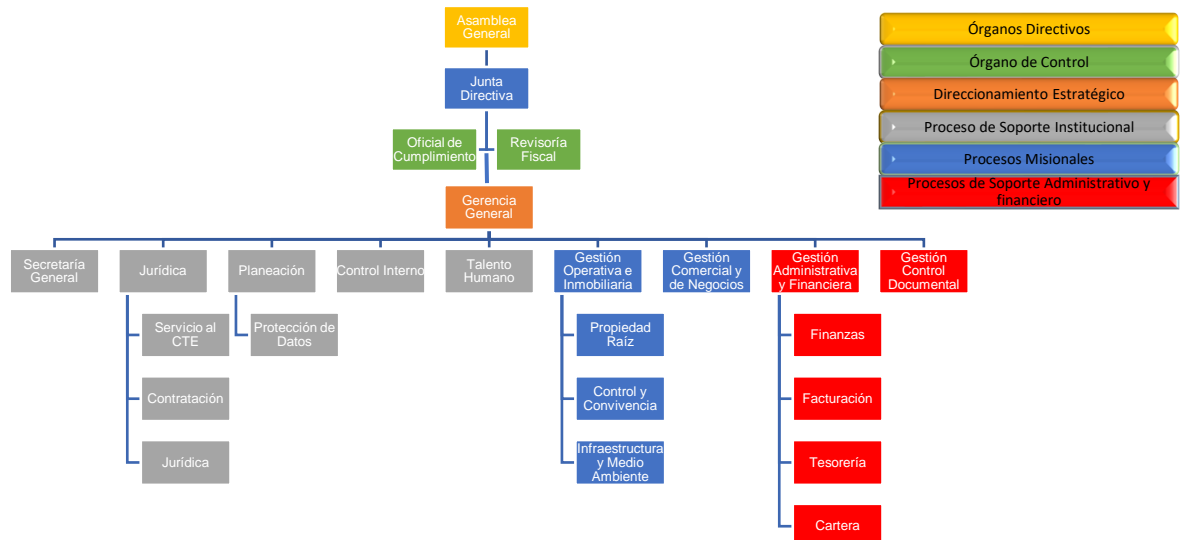 Asamblea
General
Junta
Directiva
Oficial de
Cumplimiento
Revisoría
Fiscal
Gerencia
General
Secretaría
General
Jurídica
Planeación
Control Interno
Talento
Humano
Gestión
Operativa e
Inmobiliaria
Gestión
Comercial y
de Negocios
Gestión
Administrativa
y Financiera
Gestión
Control
Documental
Servicio al
CTE
Contratación
Jurídica
Protección de
Datos
Propiedad
Raíz
Control y
Convivencia
Infraestructura
y Medio
Ambiente
Finanzas
Facturación
Tesorería
Cartera
Órganos Directivos
Órgano de Control
Direccionamiento Estratégico
Proceso de Soporte Institucional
Procesos Misionales
Procesos de Soporte Administrativo y
financiero